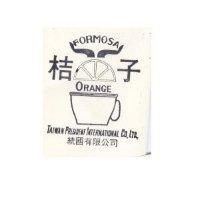 FORMOSA
桔子
ORANGE
TAIWAN PRESIDENT INTERNATIONAL CO, LTD,
統國有限公司